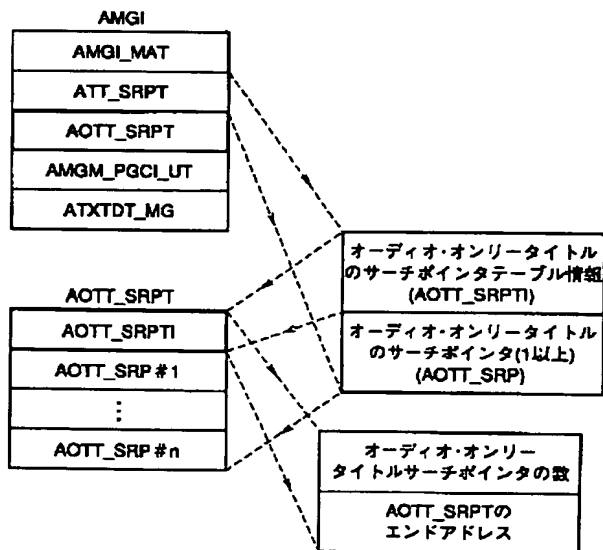 AMGI
AMGI_MAT
ATT_SRPT
AOTT_SRPT
AMGM_PGCI_UT
ATXTDT_MG
オーディオ・オンリータイトル
のサーチポインタテーブル情報
(AOTT_SRPTI)
オーディオ・オンリータイトル
のサーチポインタ(1以上)
(AOTT_SRP)
AOTT_SRPT
AOTT_SRPTI
AOTT_SRP#1
⋮
AOTT_SRP#n
オーディオ・オンリー
タイトルサーチポインタの数
AOTT_SRPTの
エンドアドレス